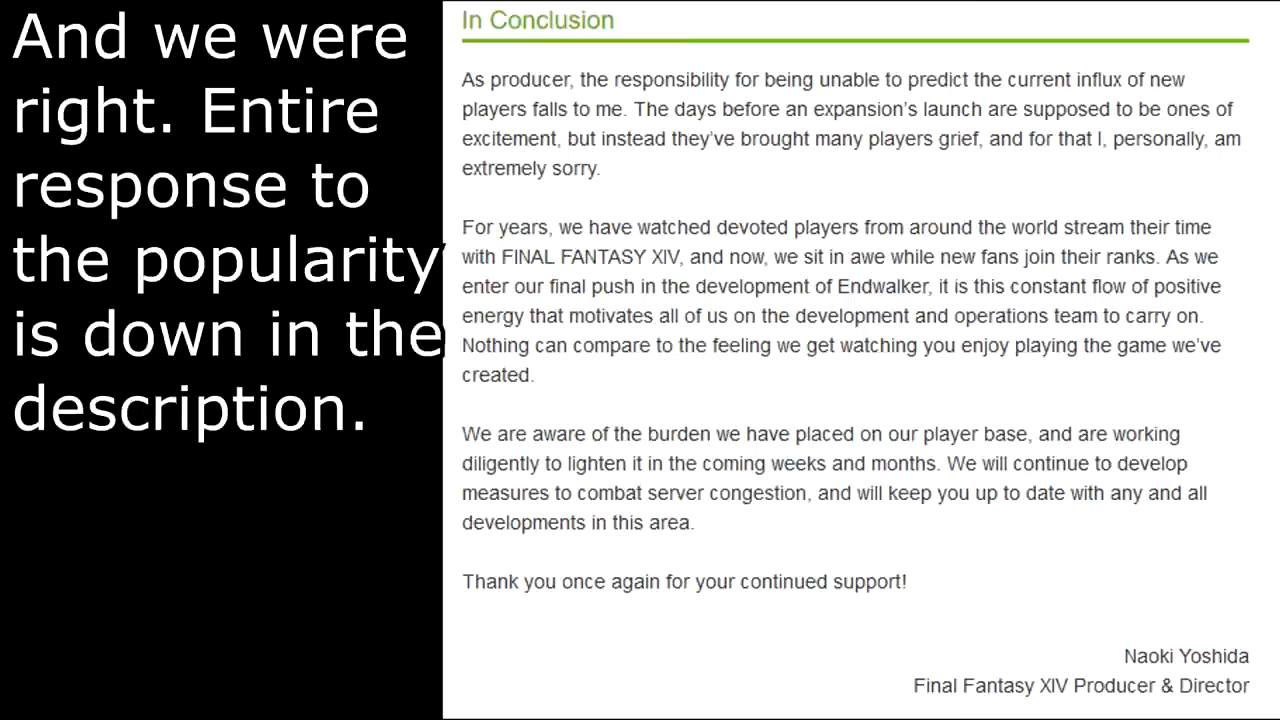 And we were
right. Entire
response to
the popularity
is down in the
description.
In Conclusion
As producer, the responsibility for being unable to predict the current influx of new
players falls to me. The days before an expansion's launch are supposed to be ones of
excitement, but instead they've brought many players grief, and for that I, personally, am
extremely sorry.
For years, we have watched devoted players from around the world stream their time
with FINAL FANTASY XIV, and now, we sit in awe while new fans join their ranks. As we
enter our final push in the development of Endwalker, it is this constant flow of positive
energy that motivates all of us on the development and operations team to carry on.
Nothing can compare to the feeling we get watching you enjoy playing the game we've
created.
We are aware of the burden we have placed on our player base, and are working
diligently to lighten it in the coming weeks and months. We will continue to develop
measures to combat server congestion, and will keep you up to date with any and all
developments in this area.
Thank you once again for your continued support!
Naoki Yoshida
Final Fantasy XIV Producer & Director